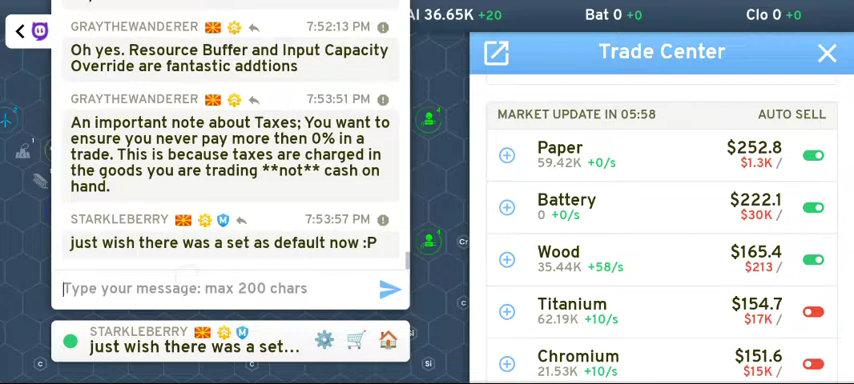 GRAYTHEWANDERER 7:52:13 PM
Oh yes. Resource Buffer and Input Capacity
Override are fantastic addtions
GRAYTHEWANDERER 7:53:51 PM
An important note about Taxes; You want to
ensure you never pay more then 0% in a
trade. This is because taxes are charged in
the goods you are trading **not** cash on
hand.
STARKLEBERRY 7:53:57 PM
just wish there was a set as default now :P
Type your message: max 200 chars
STARKLEBERRY
just wish there was a set...
Al 36.65K +20
Bat 0 +0
Clo 0 +0
Trade Center
MARKET UPDATE IN 05:58
AUTO SELL
Paper $252.8
59.42K +0/s $1.3K /
Battery $222.1
0 +0/s $30K /
Wood $165.4
35.44K +58/s $213 /
Titanium $154.7
62.19K +10/s $17K /
Chromium $151.6
21.53K +10/s $15K /
4
4
1
Cr
C
C
C
Si
C